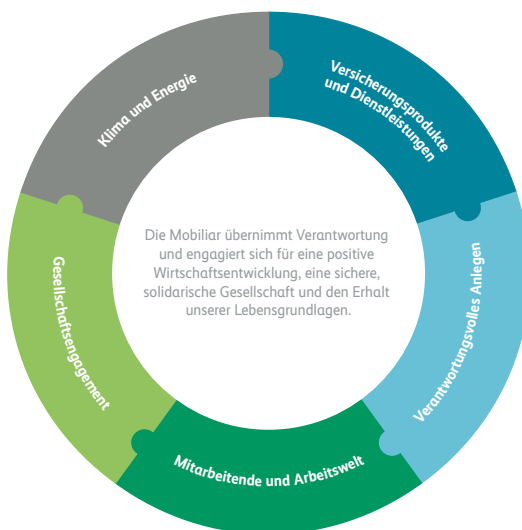 Klima und Energie
Versicherungsprodukte
und Dienstleistungen
Die Mobiliar übernimmt Verantwortung
und engagiert sich für eine positive
Wirtschaftsentwicklung, eine sichere,
solidarische Gesellschaft und den Erhalt
unserer Lebensgrundlagen.
Gesellschaftsengagement
Verantwortungsvolles Anlegen
Mitarbeitende und Arbeitswelt